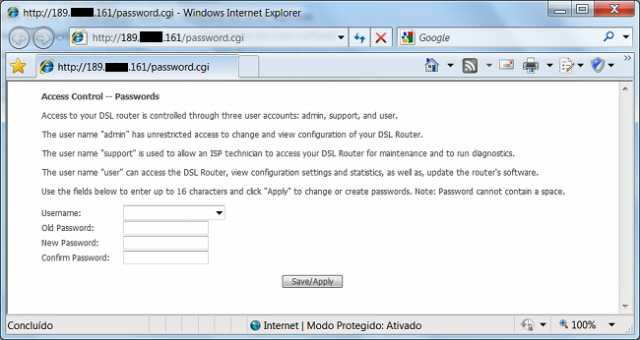 http://189. .161/password.cgi - Windows Internet Explorer
http://189. .161/password.cgi
Google
http://189. .161/password.cgi
Access Control -- Passwords
Access to your DSL router is controlled through three user accounts: admin, support, and user.
The user name "admin" has unrestricted access to change and view configuration of your DSL Router.
The user name "support" is used to allow an ISP technician to access your DSL Router for maintenance and to run diagnostics.
The user name "user" can access the DSL Router, view configuration settings and statistics, as well as, update the router's software.
Use the fields below to enter up to 16 characters and click "Apply" to change or create passwords. Note: Password cannot contain a space.
Username:
Old Password:
New Password:
Confirm Password:
Save/Apply
Concluído
Internet | Modo Protegido: Ativado
100%